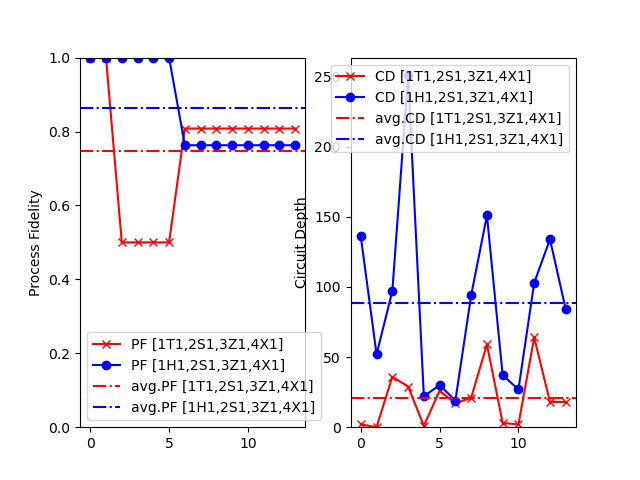 1.0
0.8
0.6
0.4
0.2
0.0
Process Fidelity
PF [1T1,2S1,3Z1,4X1]
PF [1H1,2S1,3Z1,4X1]
avg.PF [1T1,2S1,3Z1,4X1]
avg.PF [1H1,2S1,3Z1,4X1]
0
5
10
250
200
150
100
50
0
Circuit Depth
CD [1T1,2S1,3Z1,4X1]
CD [1H1,2S1,3Z1,4X1]
avg.CD [1T1,2S1,3Z1,4X1]
avg.CD [1H1,2S1,3Z1,4X1]
0
5
10